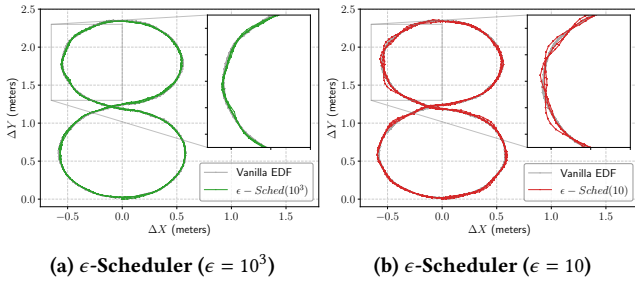 2.5
2.0
1.5
1.0
0.5
0.0
ΔY (meters)
−0.5 0.0 0.5 1.0 1.5
ΔX (meters)
Vanilla EDF
ϵ − Sched(10³)
(a) ϵ-Scheduler (ϵ = 10³)
2.5
2.0
1.5
1.0
0.5
0.0
ΔY (meters)
−0.5 0.0 0.5 1.0 1.5
ΔX (meters)
Vanilla EDF
ϵ − Sched(10)
(b) ϵ-Scheduler (ϵ = 10)